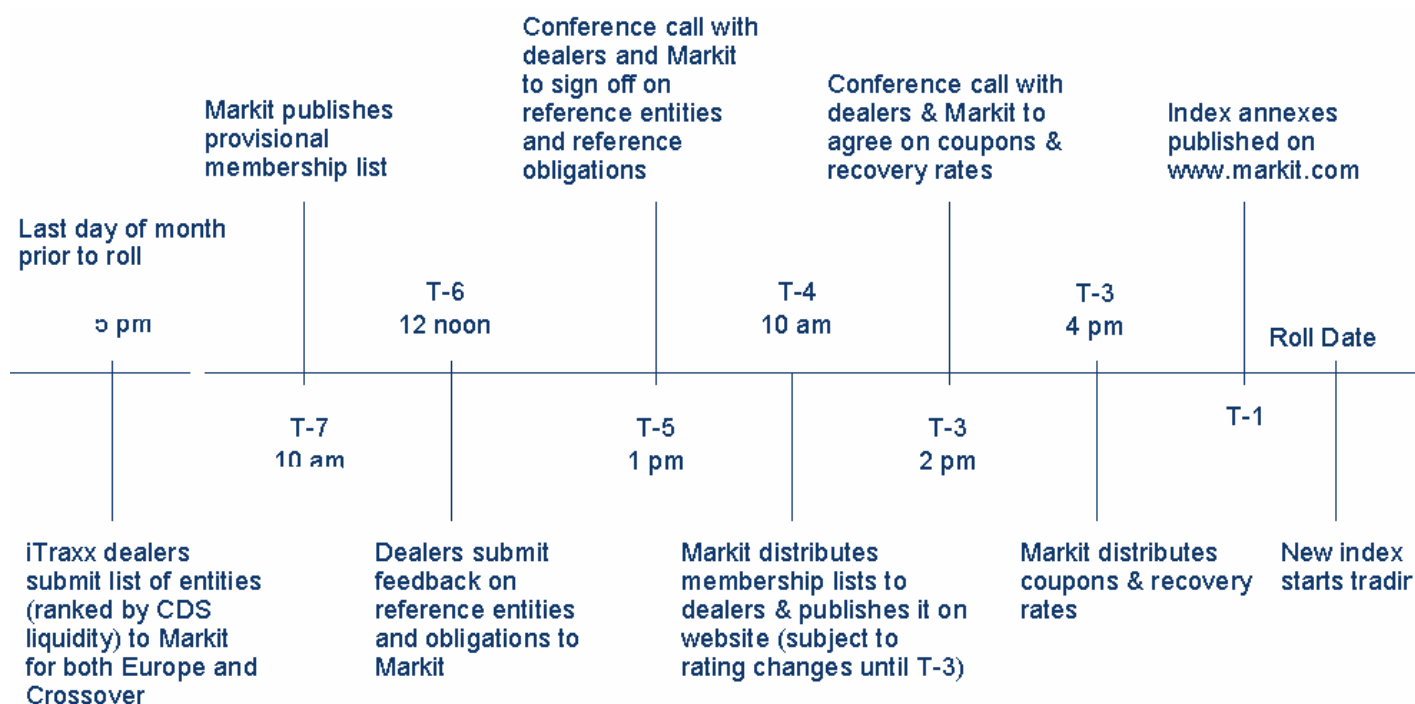 Conference call with
dealers and Markit
to sign off on
reference entities
and reference
obligations
Markit publishes
provisional
membership list
Conference call with
dealers & Markit to
agree on coupons &
recovery rates
Index annexes
published on
www.markit.com
Last day of month
prior to roll
5 pm
T-6
12 noon
T-4
10 am
T-3
4 pm
Roll Date
T-7
10 am
T-5
1 pm
T-3
2 pm
T-1
iTraxx dealers
submit list of entities
(ranked by CDS
liquidity) to Markit
for both Europe and
Crossover
Dealers submit
feedback on
reference entities
and obligations to
Markit
Markit distributes
membership lists to
dealers & publishes it on
website (subject to
rating changes until T-3)
Markit distributes
coupons & recovery
rates
New index
starts tradin